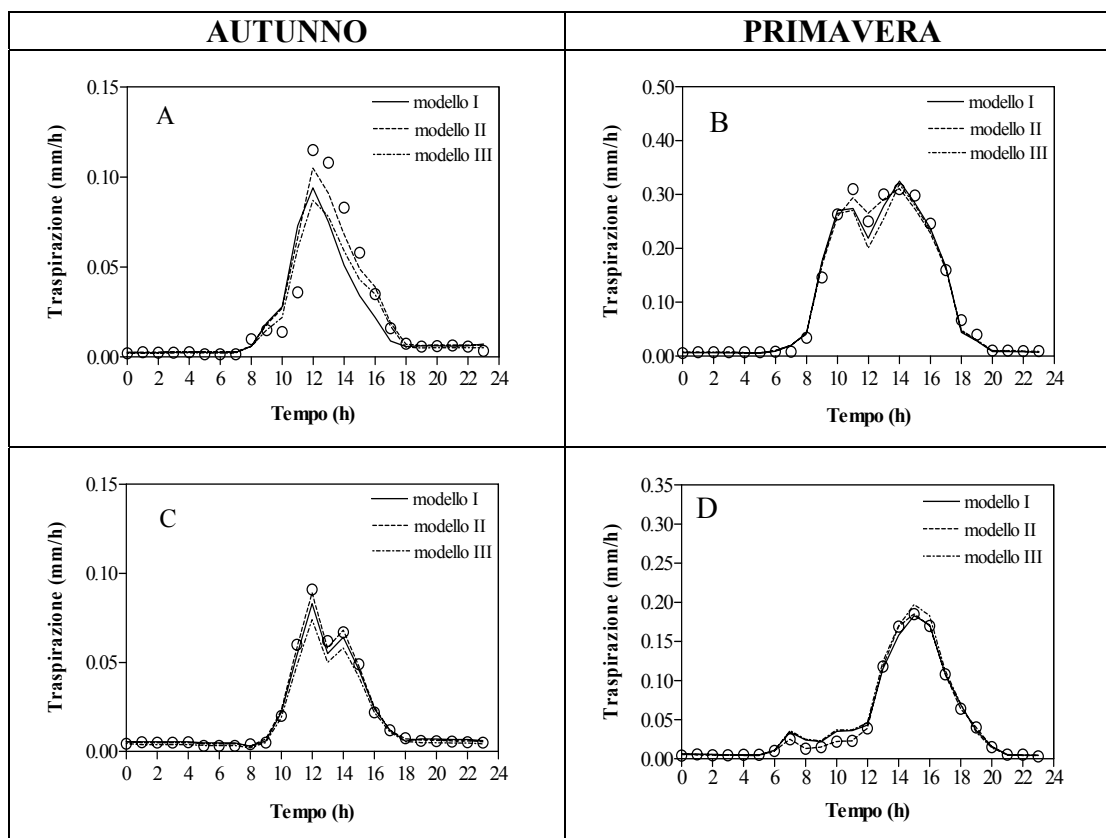 AUTUNNO
PRIMAVERA
A
modello I
modello II
modello III
Traspirazione (mm/h)
0.15
0.10
0.05
0.00
0 2 4 6 8 10 12 14 16 18 20 22 24
Tempo (h)
B
modello I
modello II
modello III
Traspirazione (mm/h)
0.50
0.40
0.30
0.20
0.10
0.00
0 2 4 6 8 10 12 14 16 18 20 22 24
Tempo (h)
C
modello I
modello II
modello III
Traspirazione (mm/h)
0.15
0.10
0.05
0.00
0 2 4 6 8 10 12 14 16 18 20 22 24
Tempo (h)
D
modello I
modello II
modello III
Traspirazione (mm/h)
0.35
0.30
0.25
0.20
0.15
0.10
0.05
0.00
0 2 4 6 8 10 12 14 16 18 20 22 24
Tempo (h)